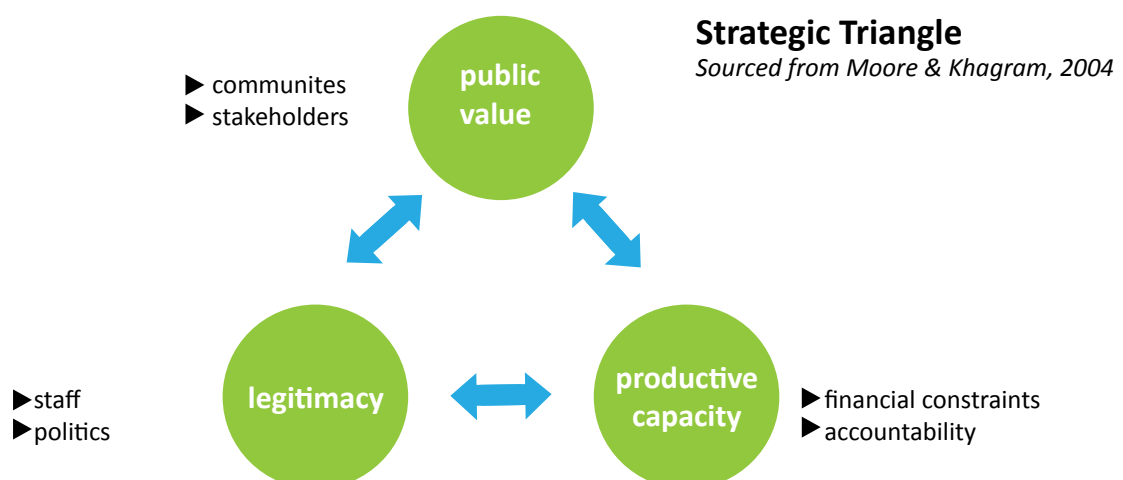 Strategic Triangle
Sourced from Moore & Khagram, 2004
public
value
▶ communites
▶ stakeholders
legitimacy
▶staff
▶politics
productive
capacity
▶financial constraints
▶accountability